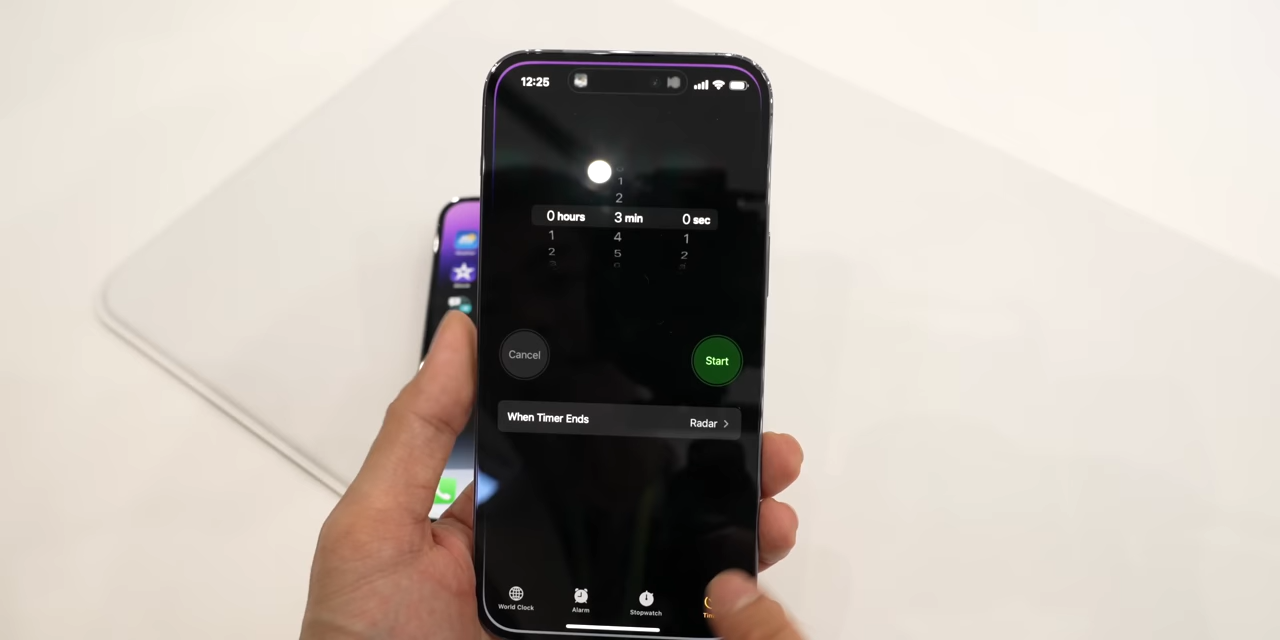 12:25
1
2
0 hours 3 min 0 sec
1 4 1
2 5 2
Cancel
Start
When Timer Ends Radar
World Clock Alarm Stopwatch